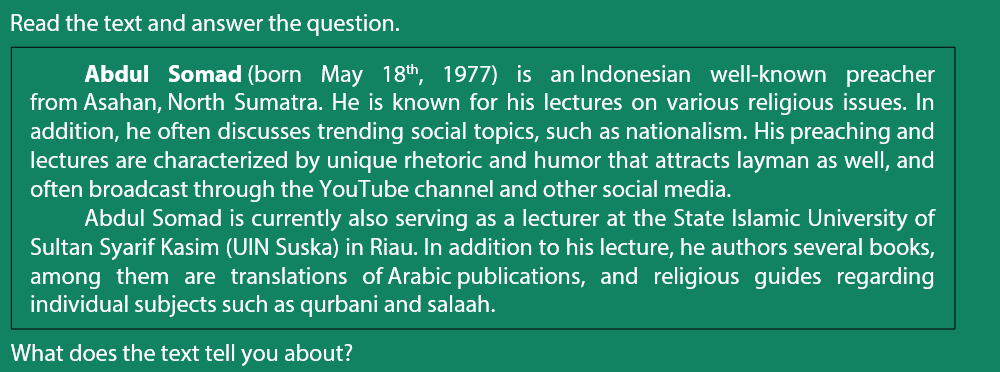 Read the text and answer the question.
Abdul Somad (born May 18th, 1977) is an Indonesian well-known preacher
from Asahan, North Sumatra. He is known for his lectures on various religious issues. In
addition, he often discusses trending social topics, such as nationalism. His preaching and
lectures are characterized by unique rhetoric and humor that attracts layman as well, and
often broadcast through the YouTube channel and other social media.
Abdul Somad is currently also serving as a lecturer at the State Islamic University of
Sultan Syarif Kasim (UIN Suska) in Riau. In addition to his lecture, he authors several books,
among them are translations of Arabic publications, and religious guides regarding
individual subjects such as qurbani and salaah.
What does the text tell you about?